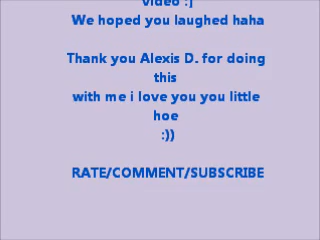 video :]
We hoped you laughed haha
Thank you Alexis D. for doing
this
with me i love you you little
hoe
:))
RATE/COMMENT/SUBSCRIBE